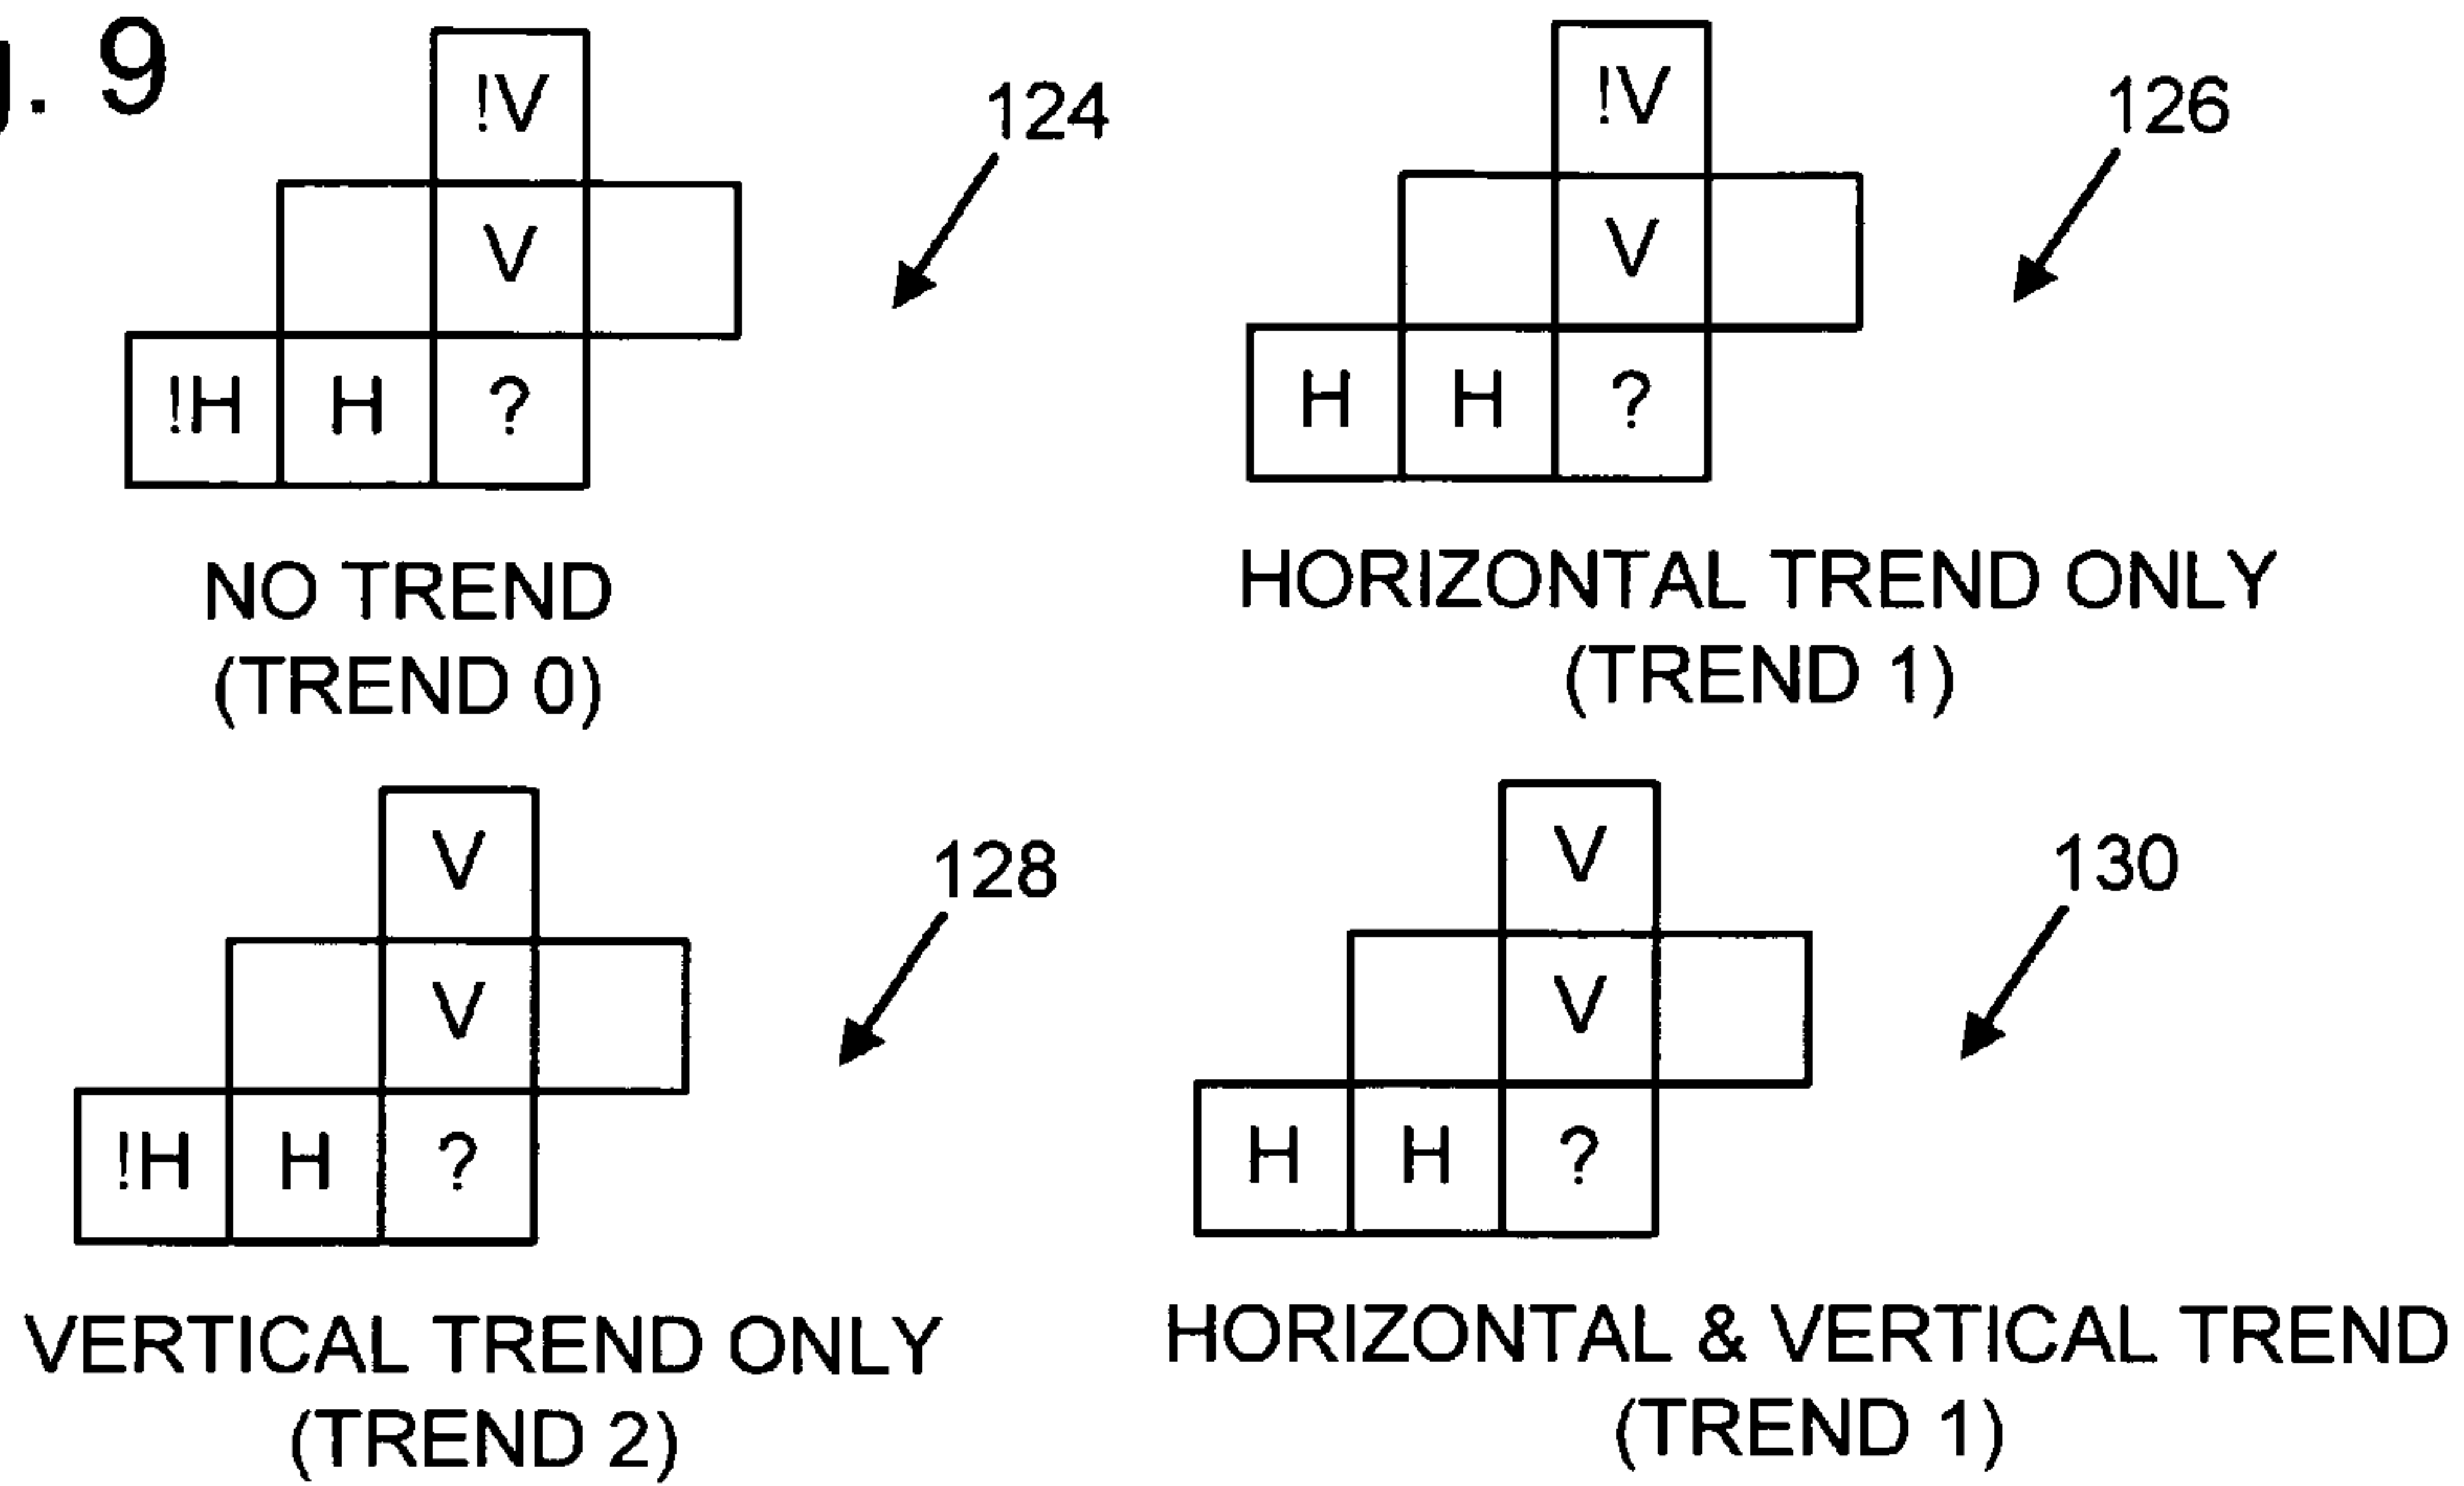 . 9
!V
124
V
!H H ?
NO TREND
(TREND 0)
!V
126
V
H H ?
HORIZONTAL TREND ONLY
(TREND 1)
V
128
V
!H H ?
VERTICAL TREND ONLY
(TREND 2)
V
130
V
H H ?
HORIZONTAL & VERTICAL TREND
(TREND 1)